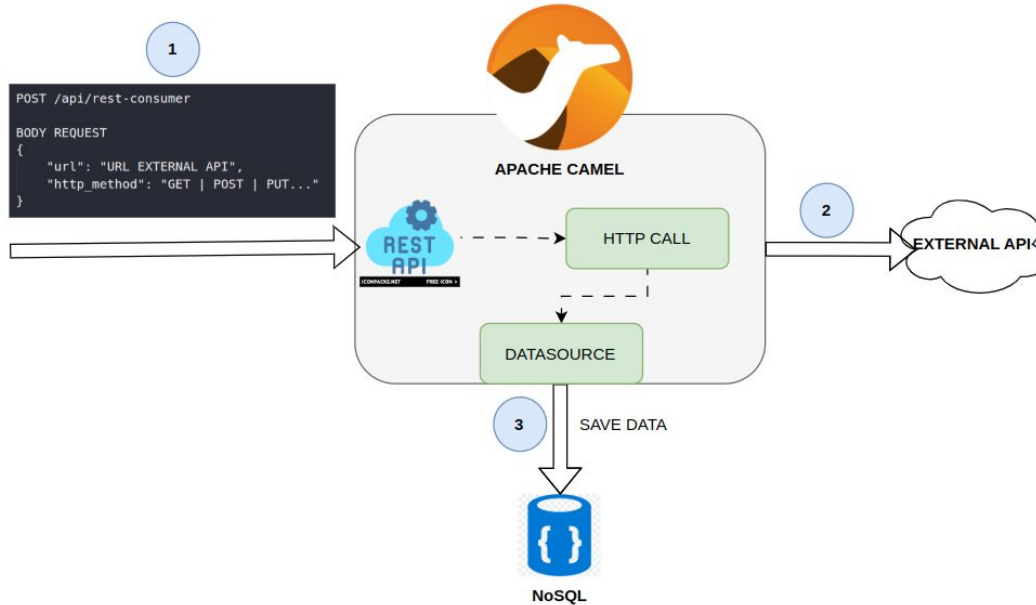 1
POST /api/rest-consumer
BODY REQUEST
{
"url": "URL EXTERNAL API",
"http_method": "GET | POST | PUT..."
}
APACHE CAMEL
REST
API
ICONPACKS.NET FREE ICON >
HTTP CALL
2
EXTERNAL API
DATASOURCE
3
SAVE DATA
{ }
NoSQL